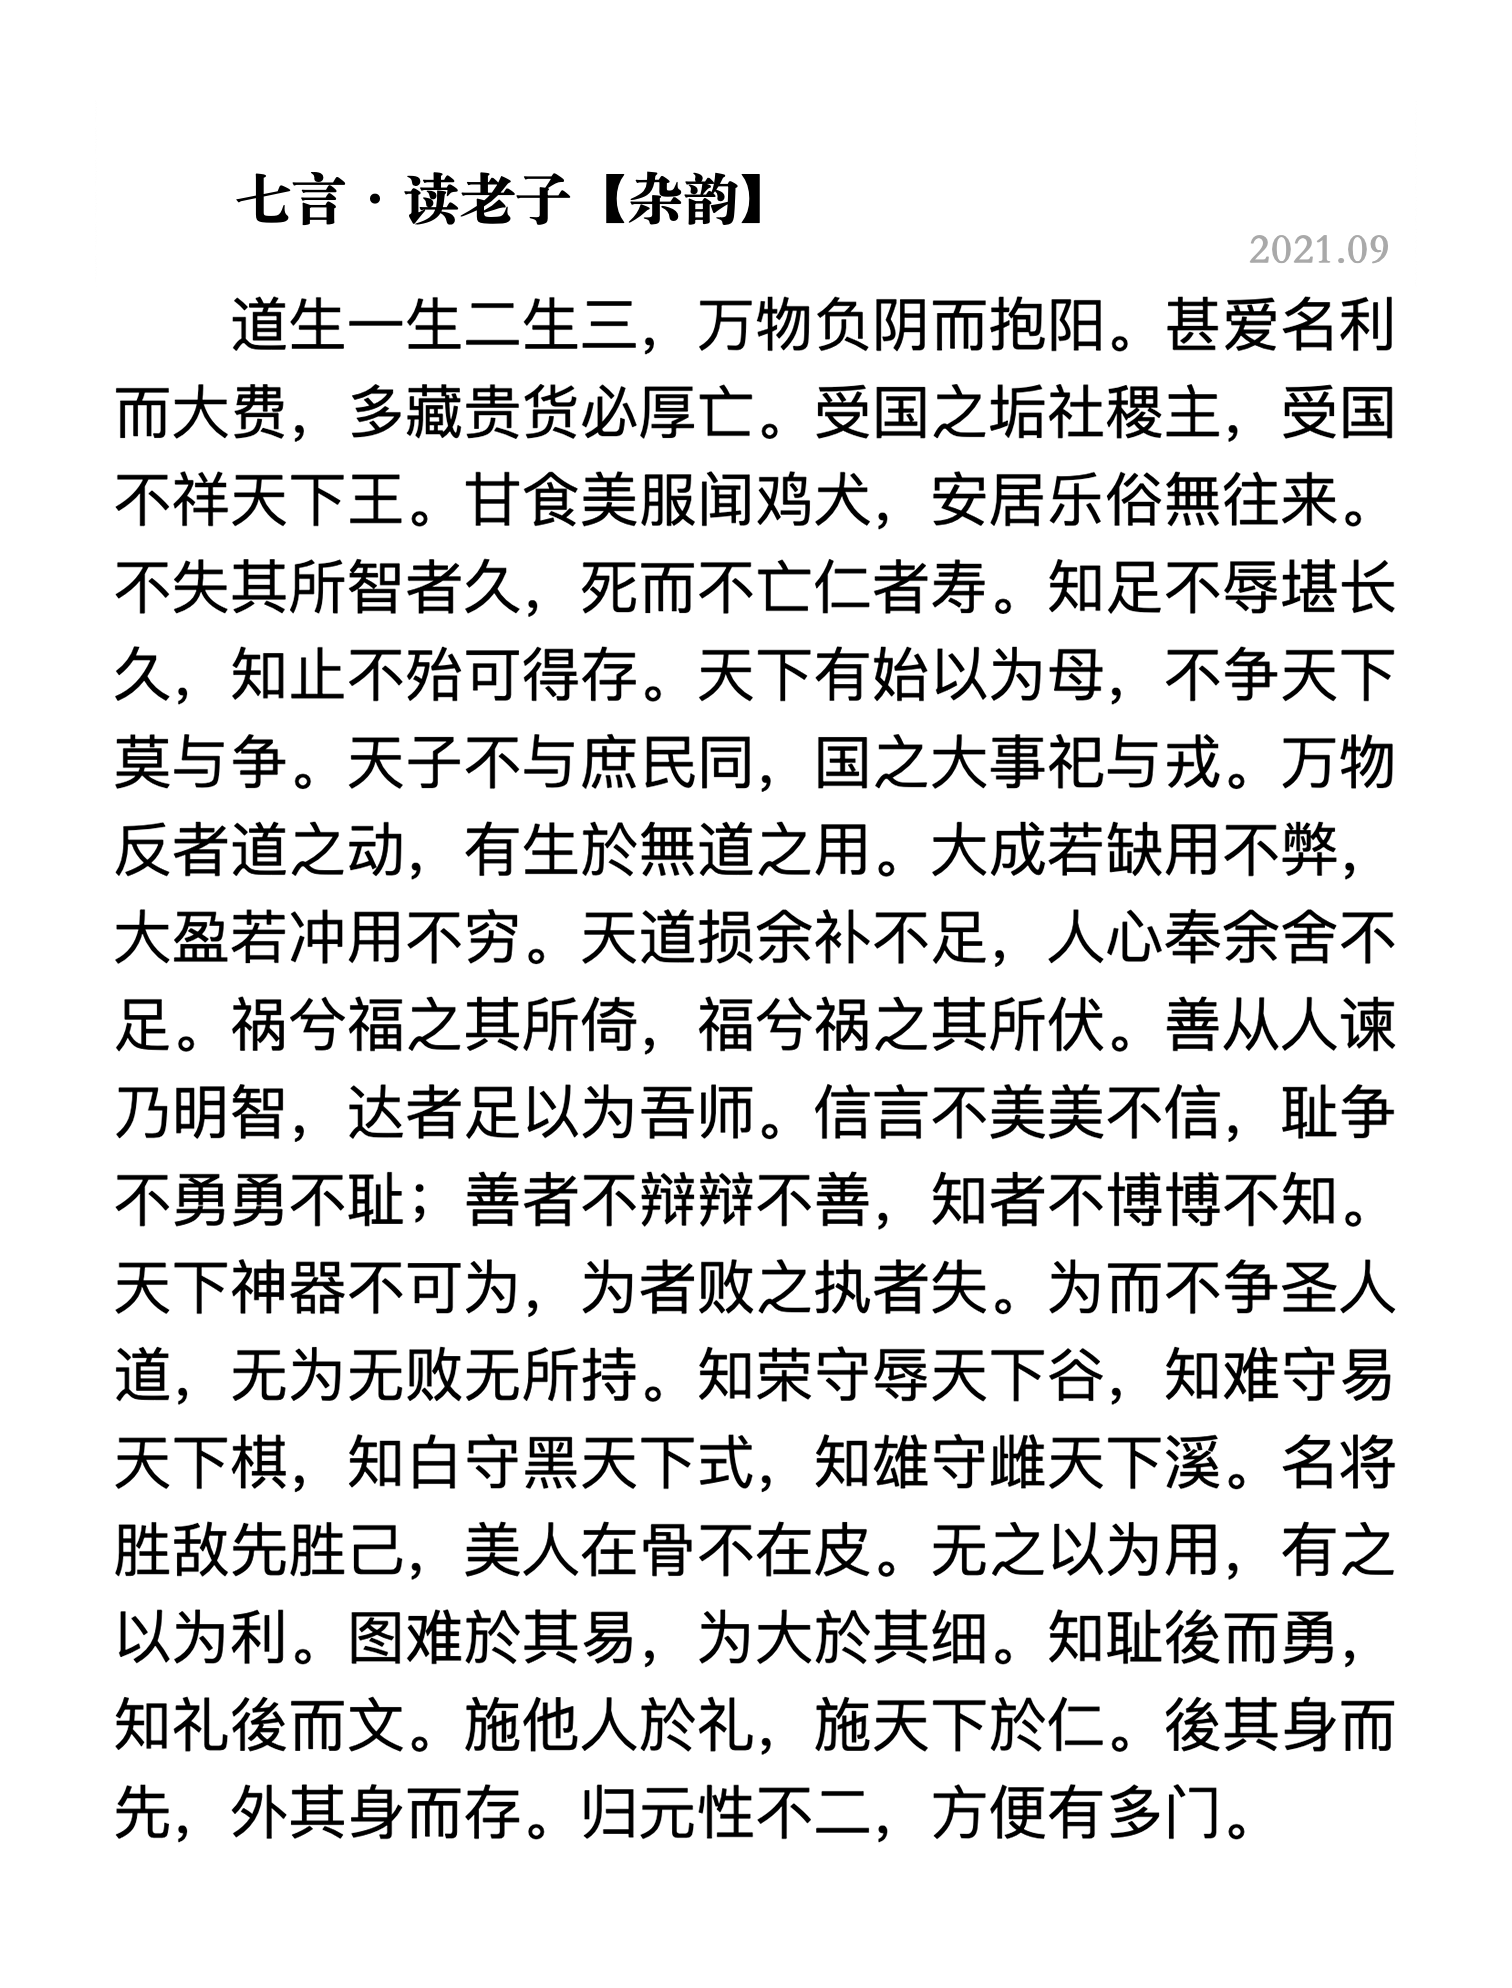 七言·读老子【杂韵】
2021.09
道生一生二生三，万物负阴而抱阳。甚爱名利
而大费，多藏贵货必厚亡。受国之垢社稷主，受国
不祥天下王。甘食美服闻鸡犬，安居乐俗無往来。
不失其所智者久，死而不亡仁者寿。知足不辱堪长
久，知止不殆可得存。天下有始以为母，不争天下
莫与争。天子不与庶民同，国之大事祀与戎。万物
反者道之动，有生於無道之用。大成若缺用不弊，
大盈若冲用不穷。天道损余补不足，人心奉余舍不
足。祸兮福之其所倚，福兮祸之其所伏。善从人谏
乃明智，达者足以为吾师。信言不美美不信，耻争
不勇勇不耻；善者不辩辩不善，知者不博博不知。
天下神器不可为，为者败之执者失。为而不争圣人
道，无为无败无所持。知荣守辱天下谷，知难守易
天下棋，知白守黑天下式，知雄守雌天下溪。名将
胜敌先胜己，美人在骨不在皮。无之以为用，有之
以为利。图难於其易，为大於其细。知耻後而勇，
知礼後而文。施他人於礼，施天下於仁。後其身而
先，外其身而存。归元性不二，方便有多门。